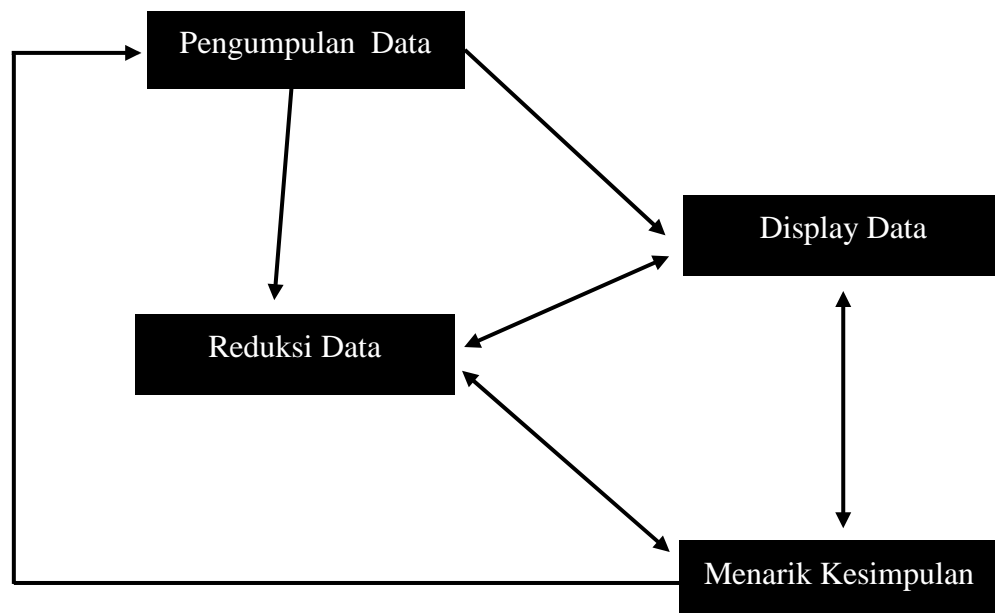 Pengumpulan  Data
Display Data
Reduksi Data
Menarik Kesimpulan